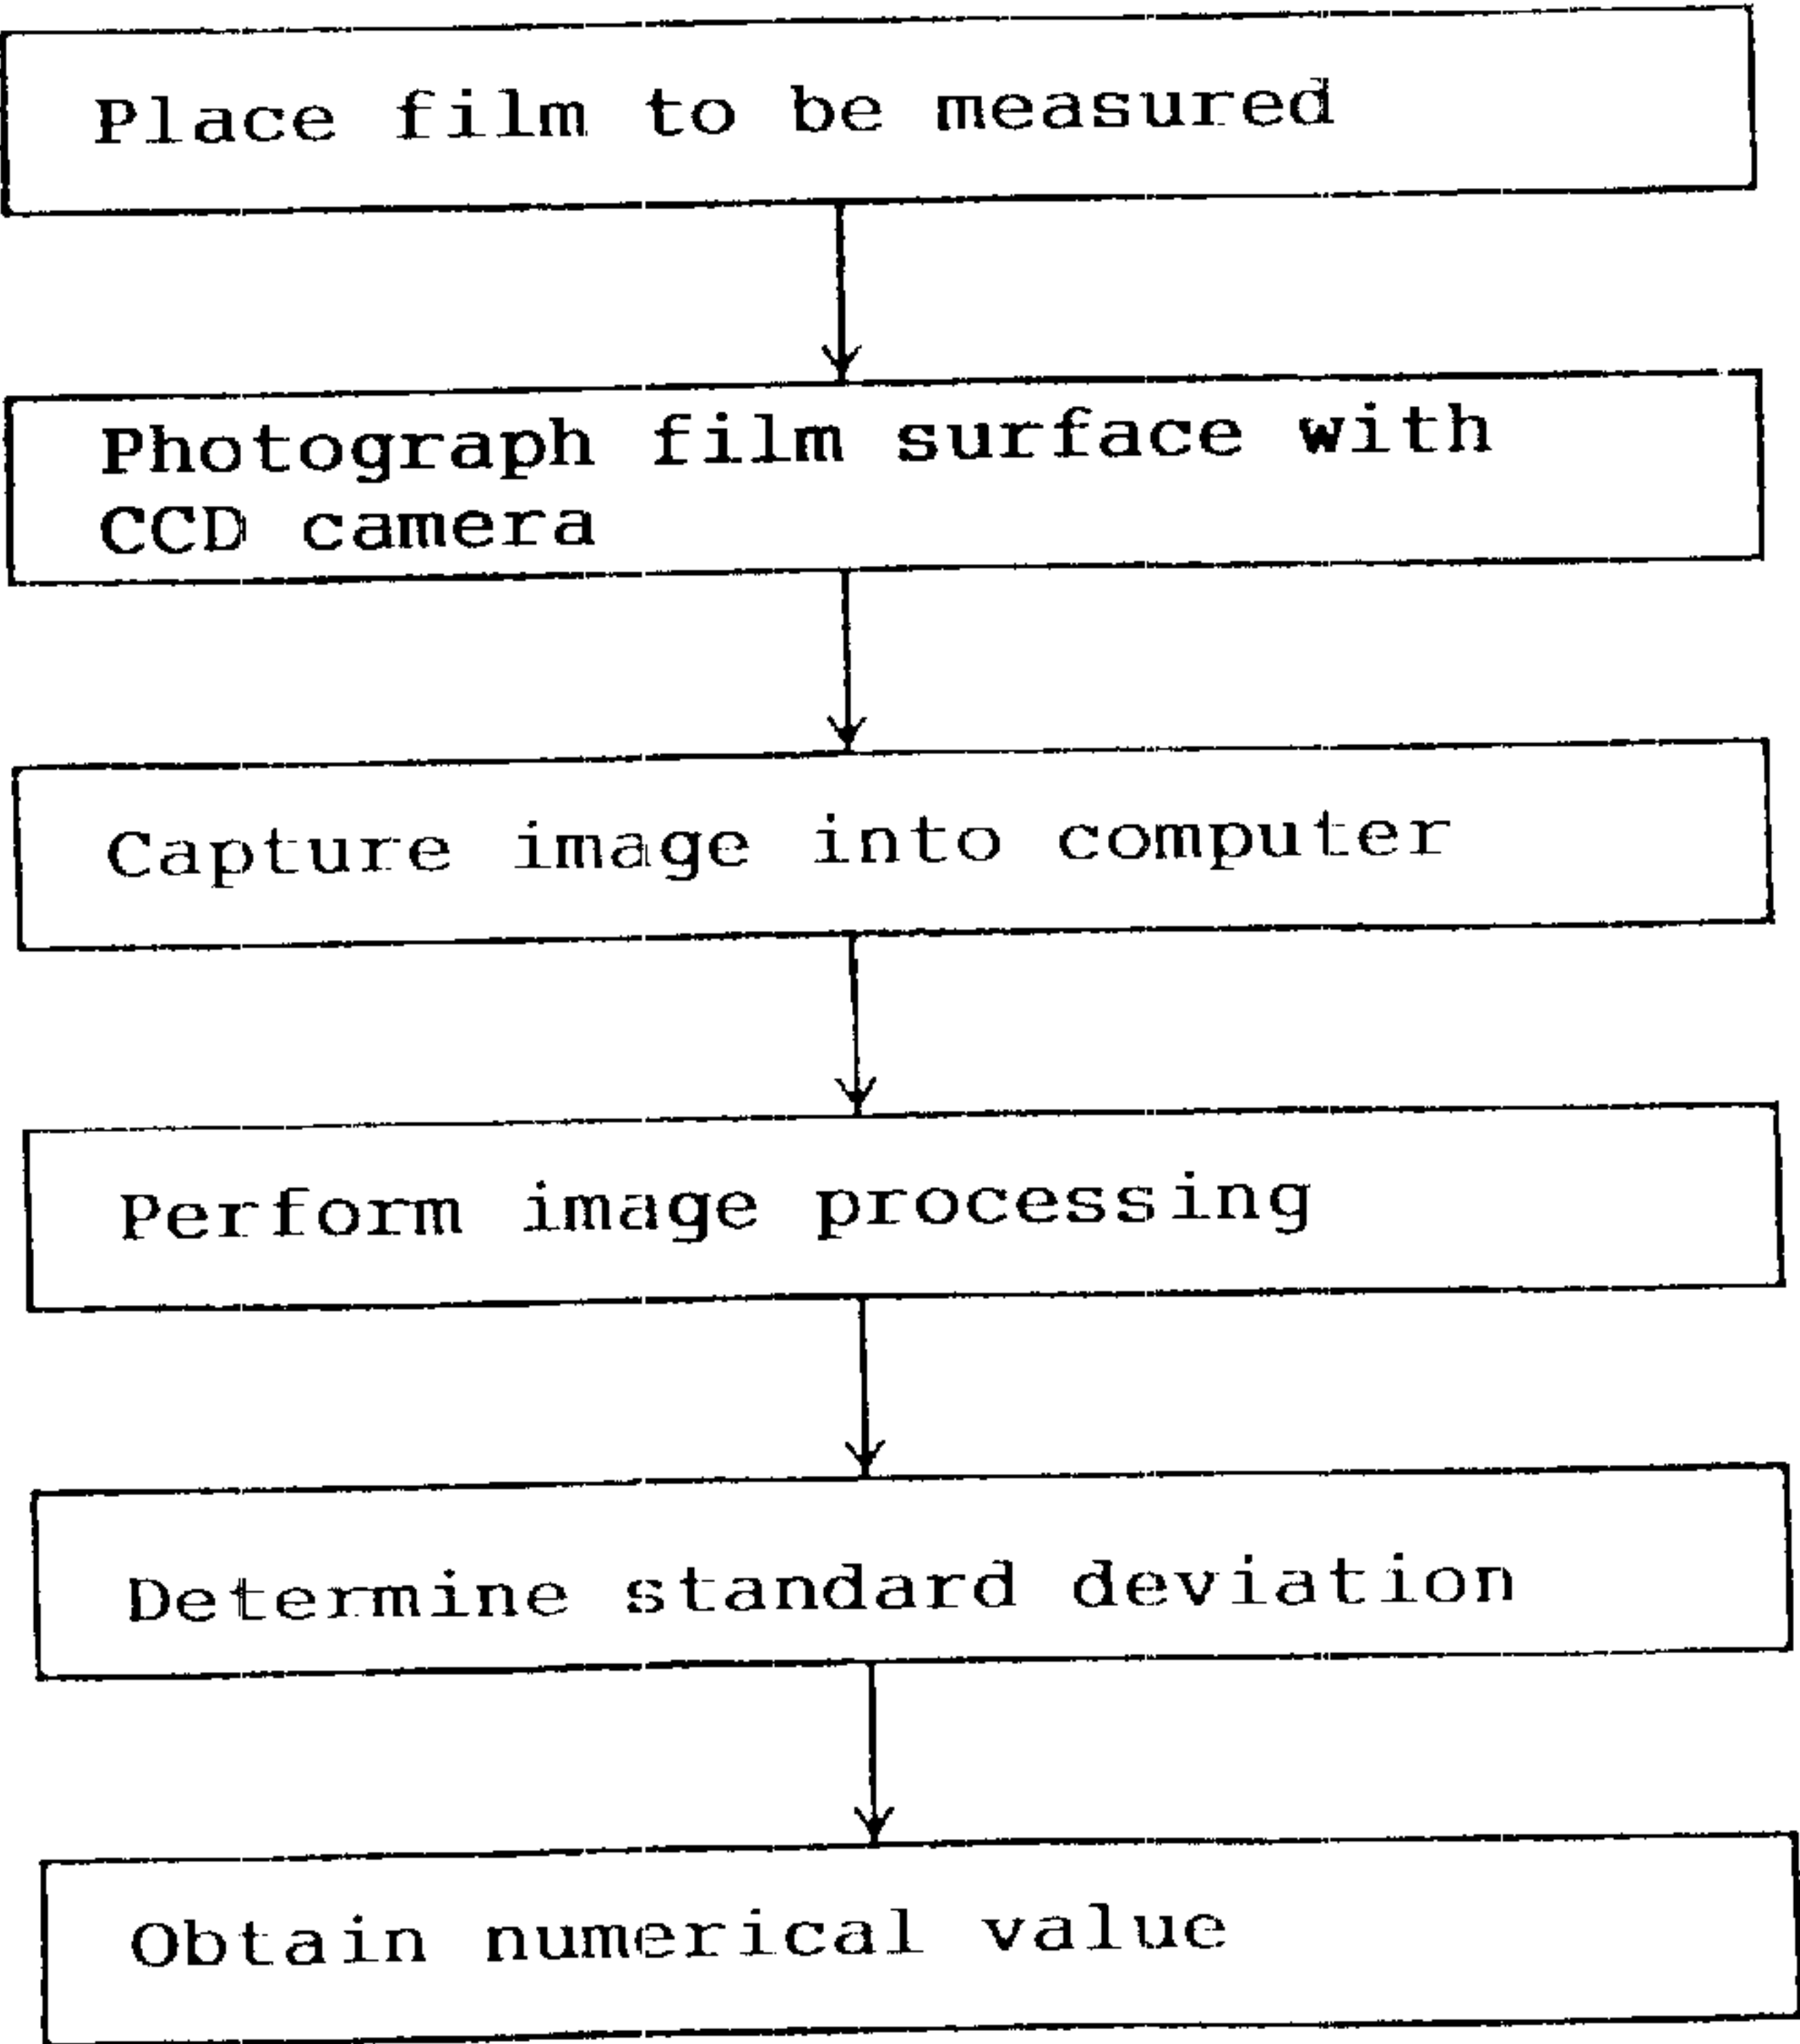 Place film to be measured
Photograph film surface with
CCD camera
Capture image into computer
Perform image processing
Determine standard deviation
Obtain numerical value